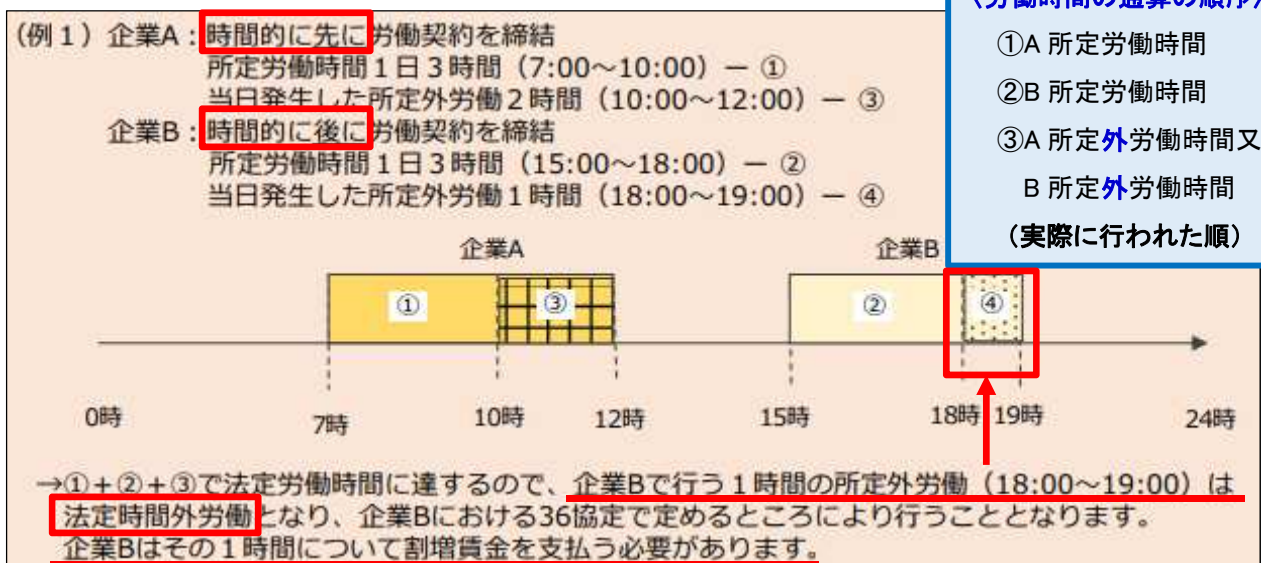 （労働時間の通算の順序）
①A 所定労働時間
②B 所定労働時間
③A 所定外労働時間又
B 所定外労働時間
（実際に行われた順）
（例１）企業A：時間的に先に労働契約を締結
所定労働時間１日３時間（7:00～10:00）－ ①
当日発生した所定外労働２時間（10:00～12:00）－ ③
企業B：時間的に後に労働契約を締結
所定労働時間１日３時間（15:00～18:00）－ ②
当日発生した所定外労働１時間（18:00～19:00）－ ④
企業A 企業B
① ③ ② ④
0時 7時 10時 12時 15時 18時 19時 24時
→①＋②＋③で法定労働時間に達するので、企業Bで行う１時間の所定外労働（18:00～19:00）は
法定時間外労働となり、企業Bにおける36協定で定めるところにより行うこととなります。
企業Bはその１時間について割増賃金を支払う必要があります。